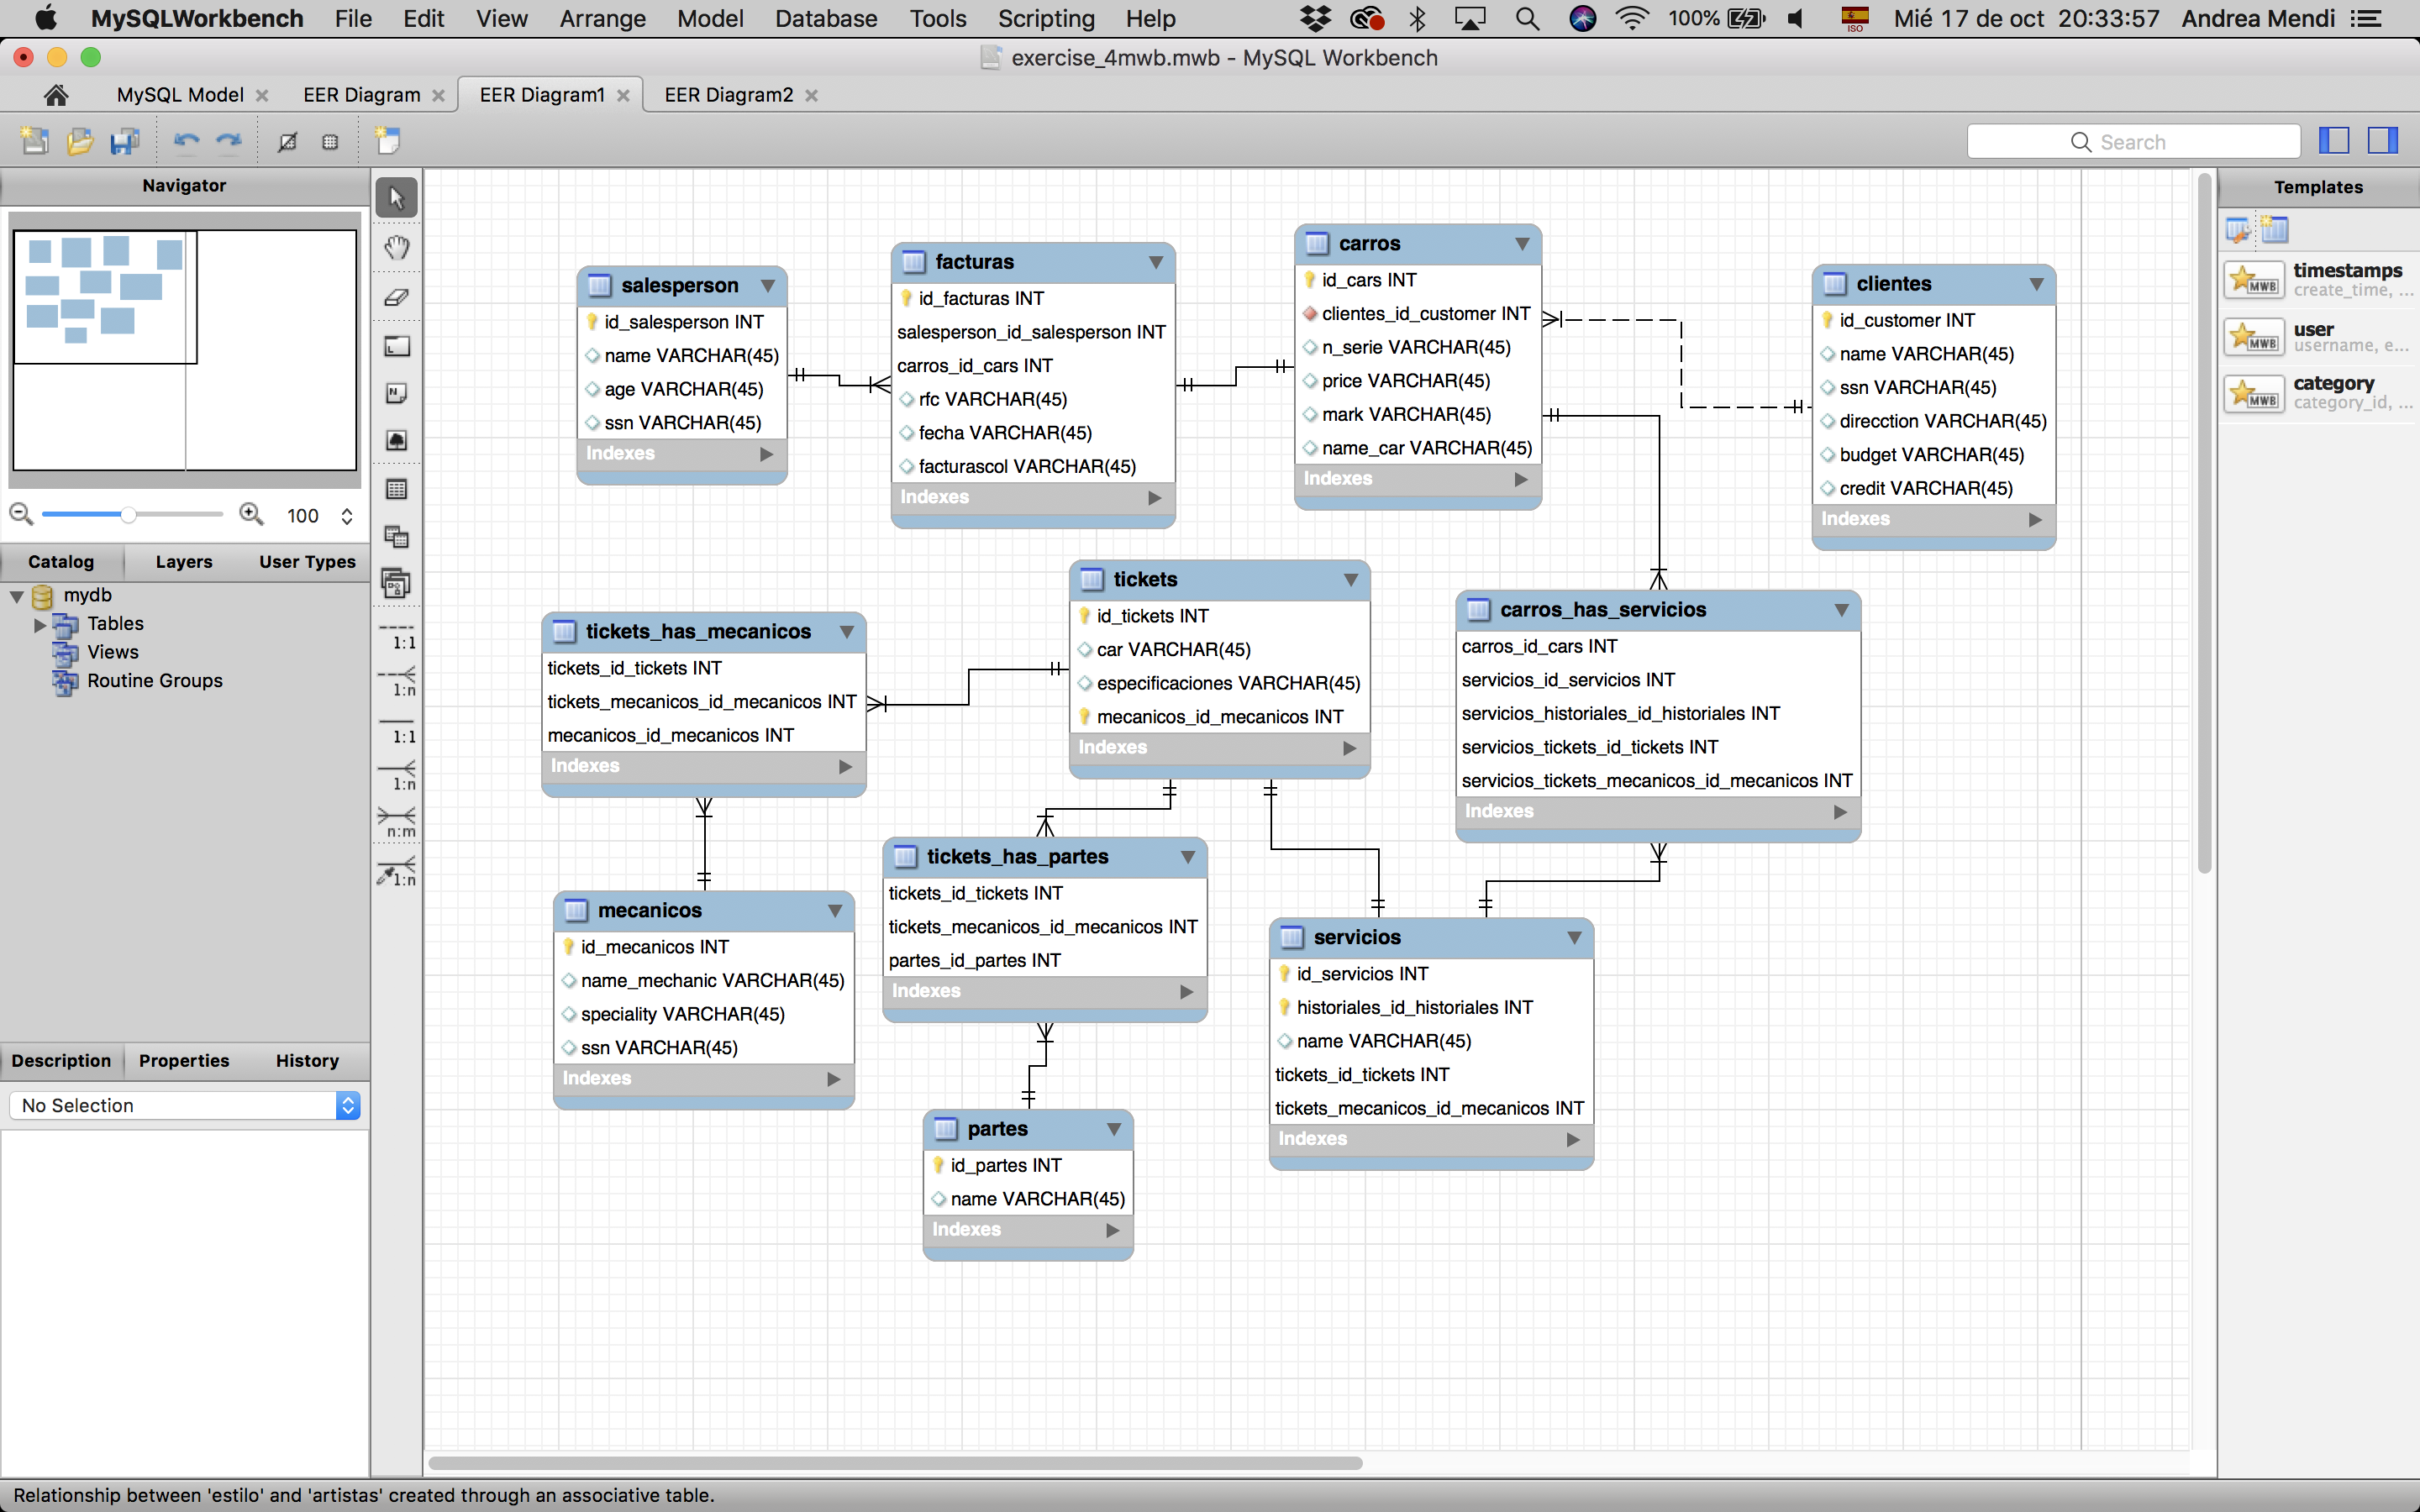 MySQLWorkbench File Edit View Arrange Model Database Tools Scripting Help 100% ISO Mié 17 de oct 20:33:57 Andrea Mendi
exercise_4mwb.mwb - MySQL Workbench
MySQL Model EER Diagram EER Diagram1 EER Diagram2
Search
Navigator
100
Catalog Layers User Types
mydb
Tables
Views
Routine Groups
Description Properties History
No Selection
1:1
1:n
1:1
1:n
n:m
1:n
salesperson
id_salesperson INT
name VARCHAR(45)
age VARCHAR(45)
ssn VARCHAR(45)
Indexes
facturas
id_facturas INT
salesperson_id_salesperson INT
carros_id_cars INT
rfc VARCHAR(45)
fecha VARCHAR(45)
facturascol VARCHAR(45)
Indexes
carros
id_cars INT
clientes_id_customer INT
n_serie VARCHAR(45)
price VARCHAR(45)
mark VARCHAR(45)
name_car VARCHAR(45)
Indexes
clientes
id_customer INT
name VARCHAR(45)
ssn VARCHAR(45)
direcction VARCHAR(45)
budget VARCHAR(45)
credit VARCHAR(45)
Indexes
tickets_has_mecanicos
tickets_id_tickets INT
tickets_mecanicos_id_mecanicos INT
mecanicos_id_mecanicos INT
Indexes
tickets
id_tickets INT
car VARCHAR(45)
especificaciones VARCHAR(45)
mecanicos_id_mecanicos INT
Indexes
carros_has_servicios
carros_id_cars INT
servicios_id_servicios INT
servicios_historiales_id_historiales INT
servicios_tickets_id_tickets INT
servicios_tickets_mecanicos_id_mecanicos INT
Indexes
mecanicos
id_mecanicos INT
name_mechanic VARCHAR(45)
speciality VARCHAR(45)
ssn VARCHAR(45)
Indexes
tickets_has_partes
tickets_id_tickets INT
tickets_mecanicos_id_mecanicos INT
partes_id_partes INT
Indexes
servicios
id_servicios INT
historiales_id_historiales INT
name VARCHAR(45)
tickets_id_tickets INT
tickets_mecanicos_id_mecanicos INT
Indexes
partes
id_partes INT
name VARCHAR(45)
Indexes
Templates
MWB timestamps
create_time, ...
MWB user
username, e...
MWB category
category_id, ...
Relationship between 'estilo' and 'artistas' created through an associative table.